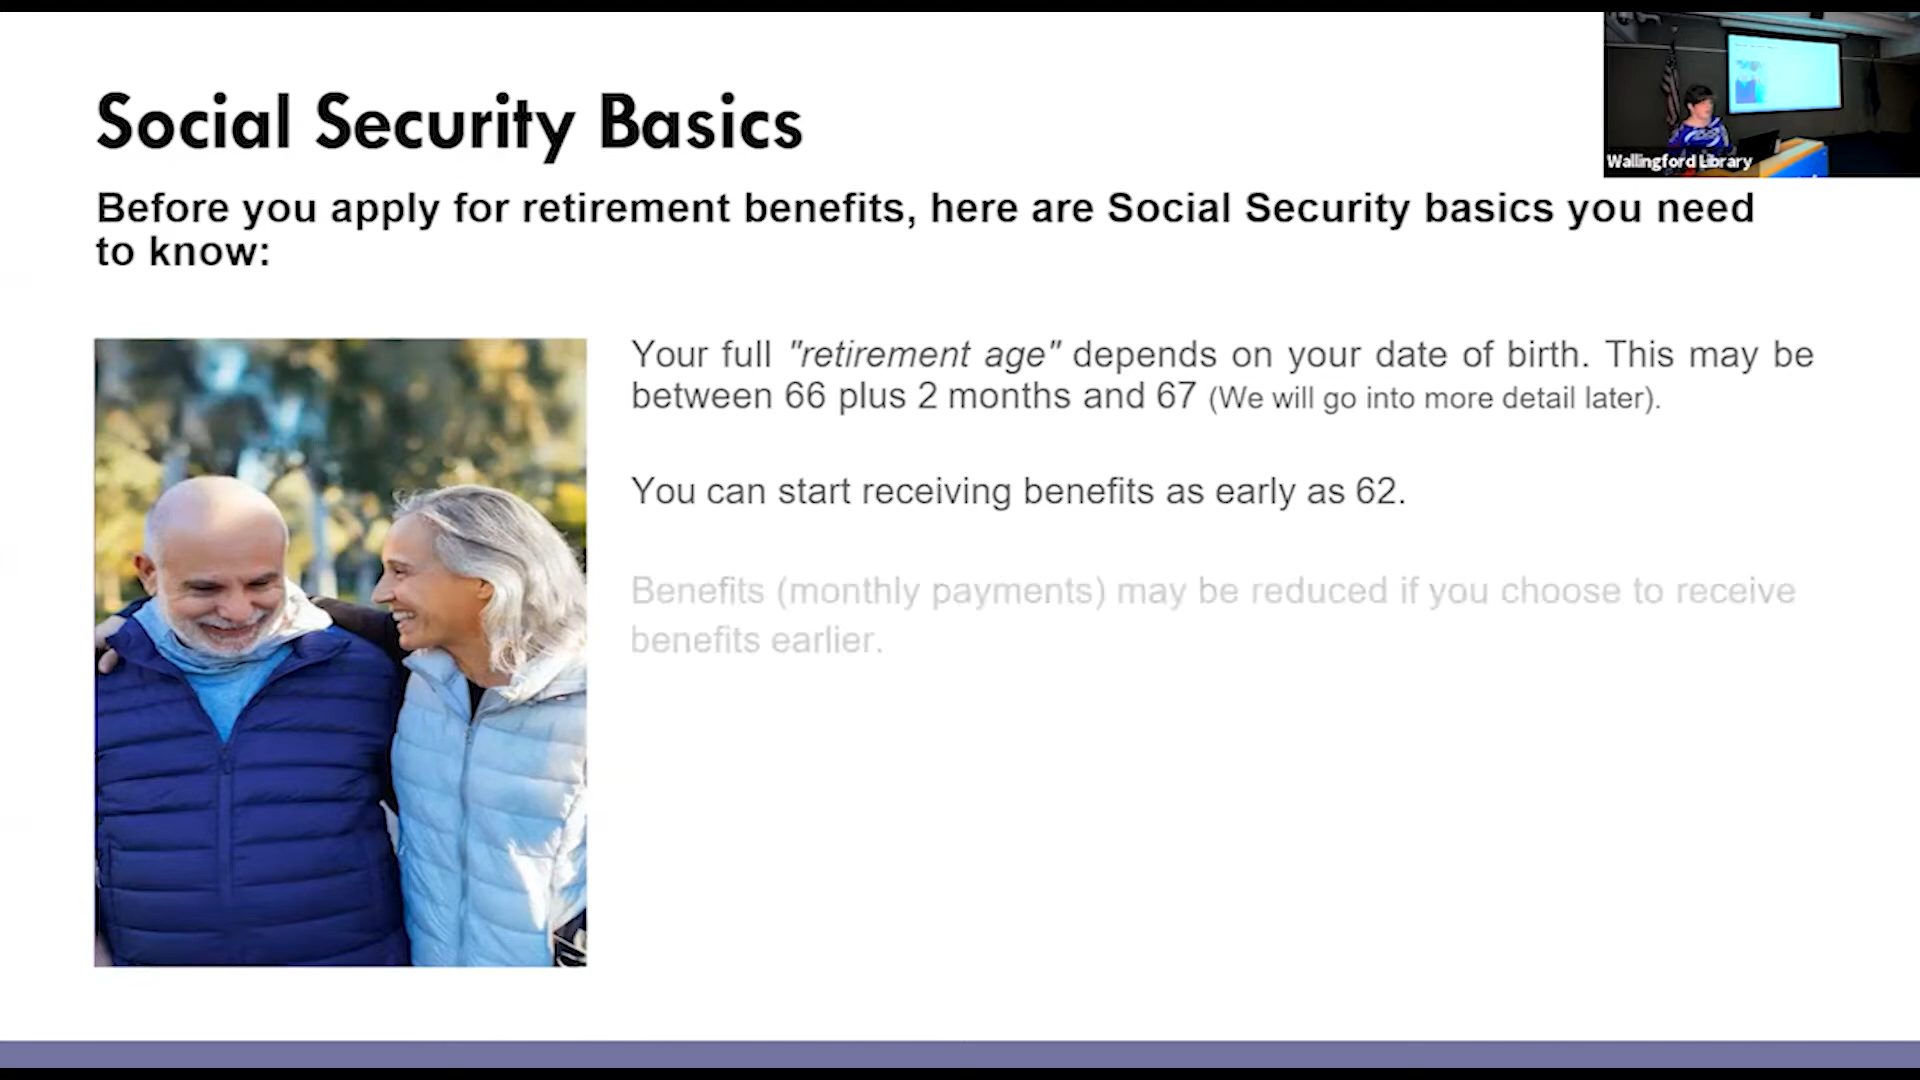 Social Security Basics
Wallingford Library
Before you apply for retirement benefits, here are Social Security basics you need
to know:
Your full "retirement age" depends on your date of birth. This may be
between 66 plus 2 months and 67 (We will go into more detail later).
You can start receiving benefits as early as 62.
Benefits (monthly payments) may be reduced if you choose to receive
benefits earlier.